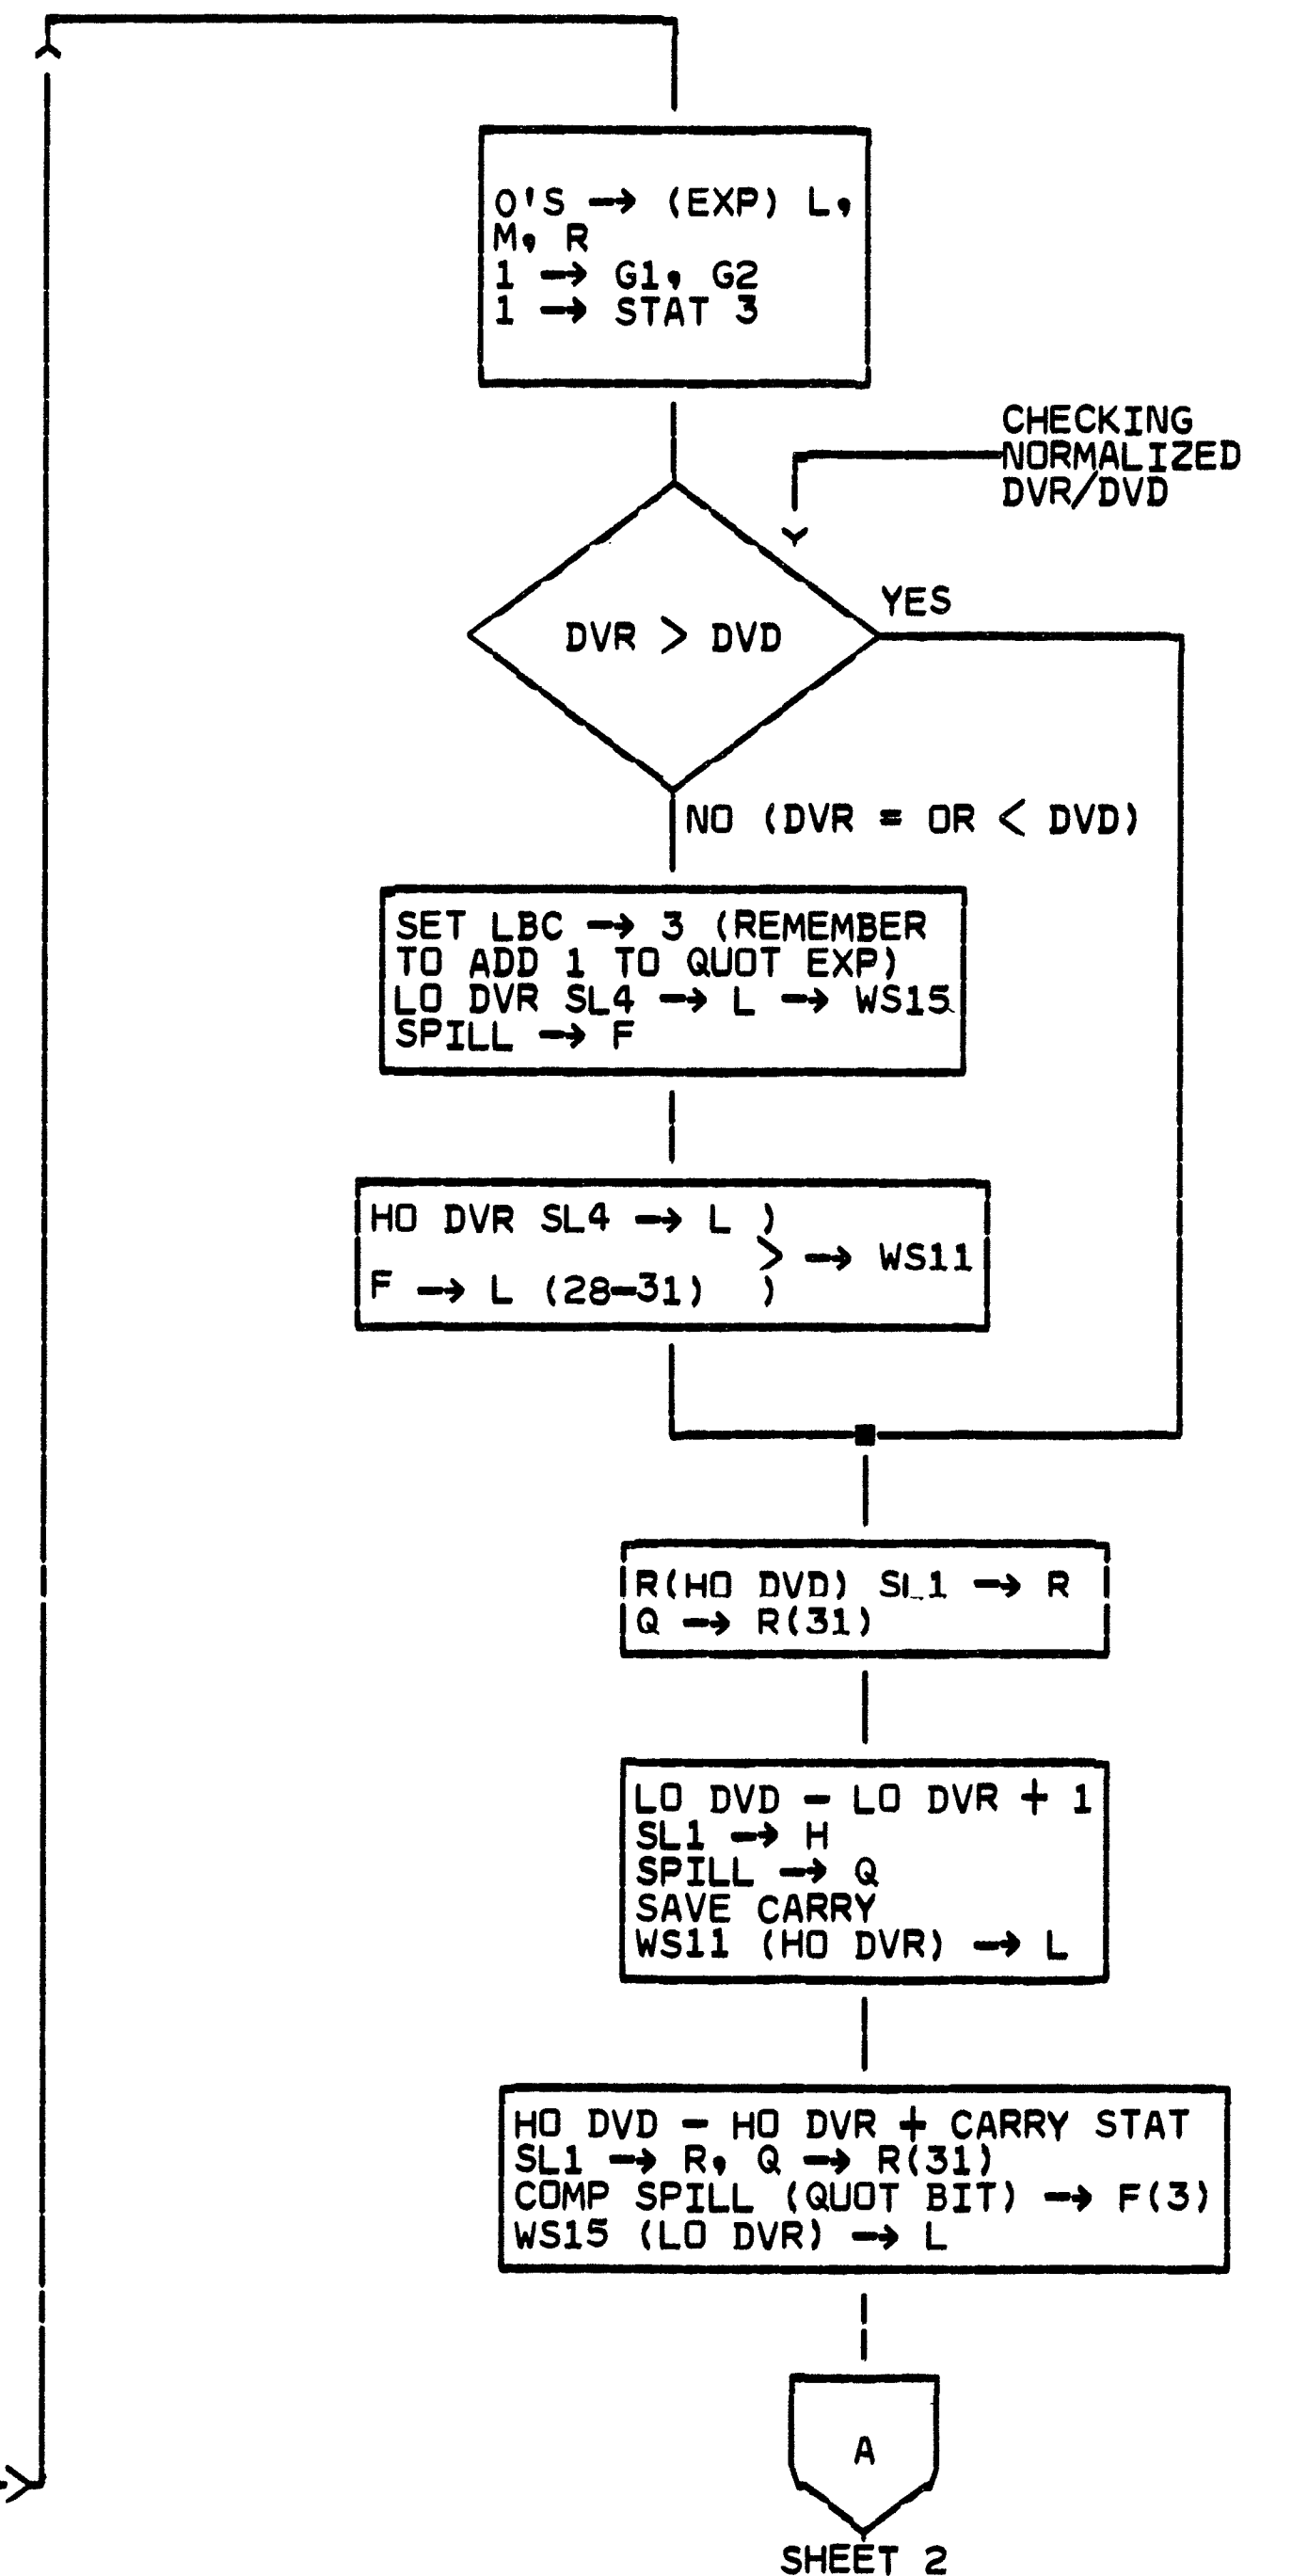 O'S → (EXP) L,
M, R
1 → G1, G2
1 → STAT 3
CHECKING
NORMALIZED
DVR/DVD
DVR > DVD
YES
NO (DVR = OR < DVD)
SET LBC → 3 (REMEMBER
TO ADD 1 TO QUOT EXP)
LO DVR SL4 → L → WS15
SPILL → F
HO DVR SL4 → L )
> → WS11
F → L (28-31) )
R(HO DVD) SL1 → R
Q → R(31)
LO DVD - LO DVR + 1
SL1 → H
SPILL → Q
SAVE CARRY
WS11 (HO DVR) → L
HO DVD - HO DVR + CARRY STAT
SL1 → R, Q → R(31)
COMP SPILL (QUOT BIT) → F(3)
WS15 (LO DVR) → L
A
SHEET 2